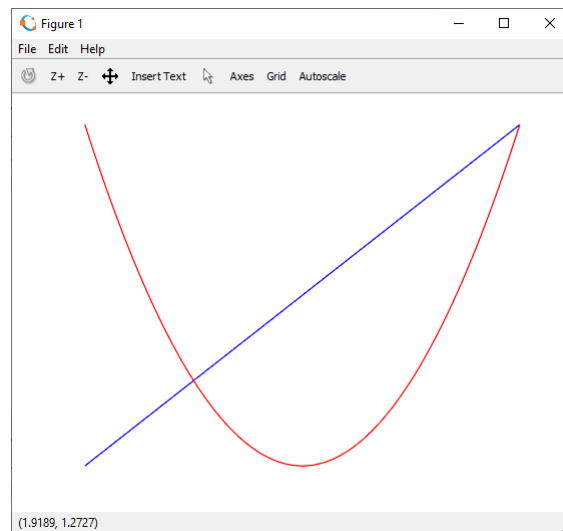 Figure 1
File Edit Help
Z+ Z- Insert Text Axes Grid Autoscale
(1.9189, 1.2727)